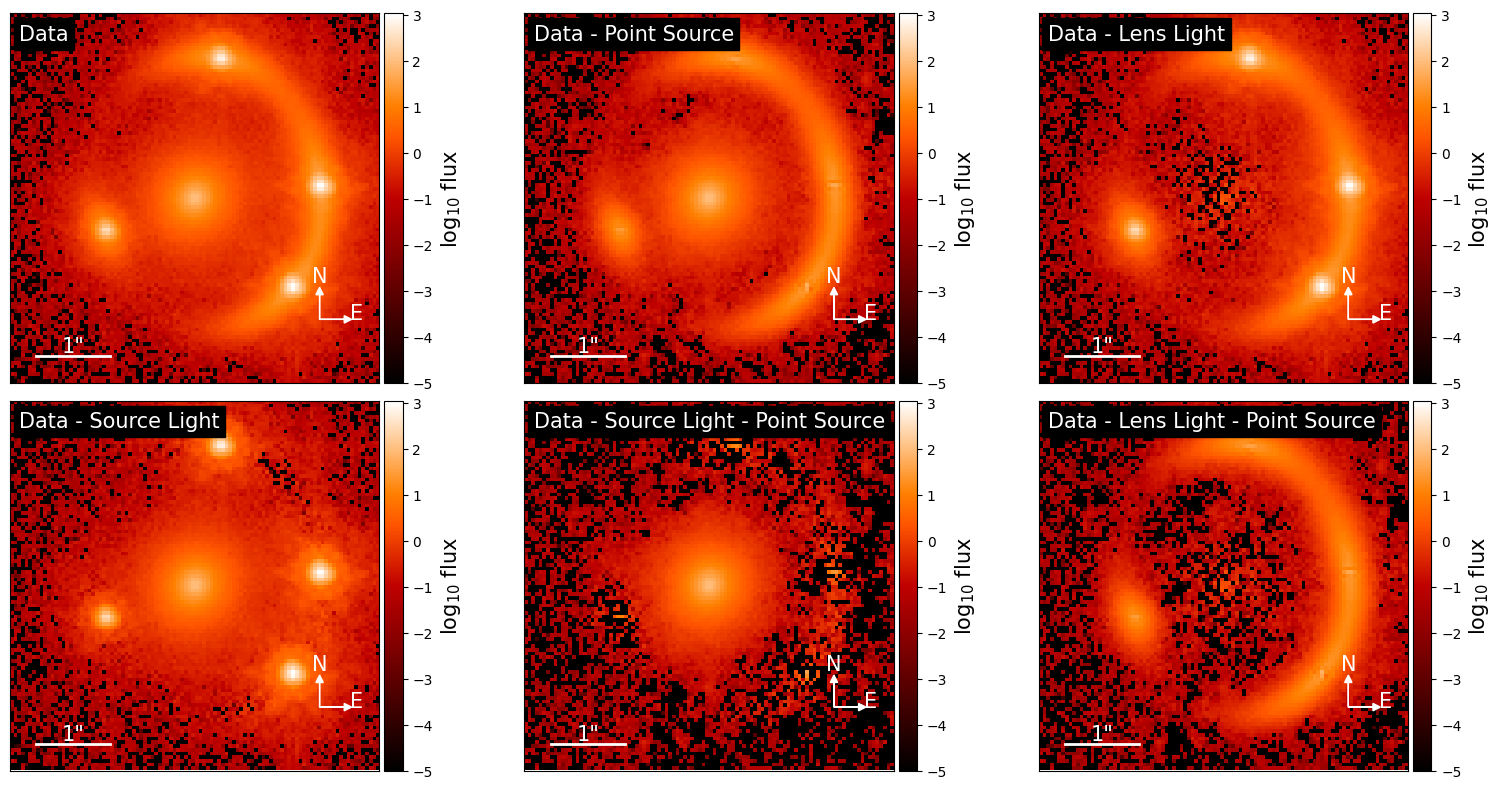 Data
3
2
1
0
−1
−2
−3
−4
−5
log10 flux
N
E
1"
Data - Point Source
3
2
1
0
−1
−2
−3
−4
−5
log10 flux
N
E
1"
Data - Lens Light
3
2
1
0
−1
−2
−3
−4
−5
log10 flux
N
E
1"
Data - Source Light
3
2
1
0
−1
−2
−3
−4
−5
log10 flux
N
E
1"
Data - Source Light - Point Source
3
2
1
0
−1
−2
−3
−4
−5
log10 flux
N
E
1"
Data - Lens Light - Point Source
3
2
1
0
−1
−2
−3
−4
−5
log10 flux
N
E
1"